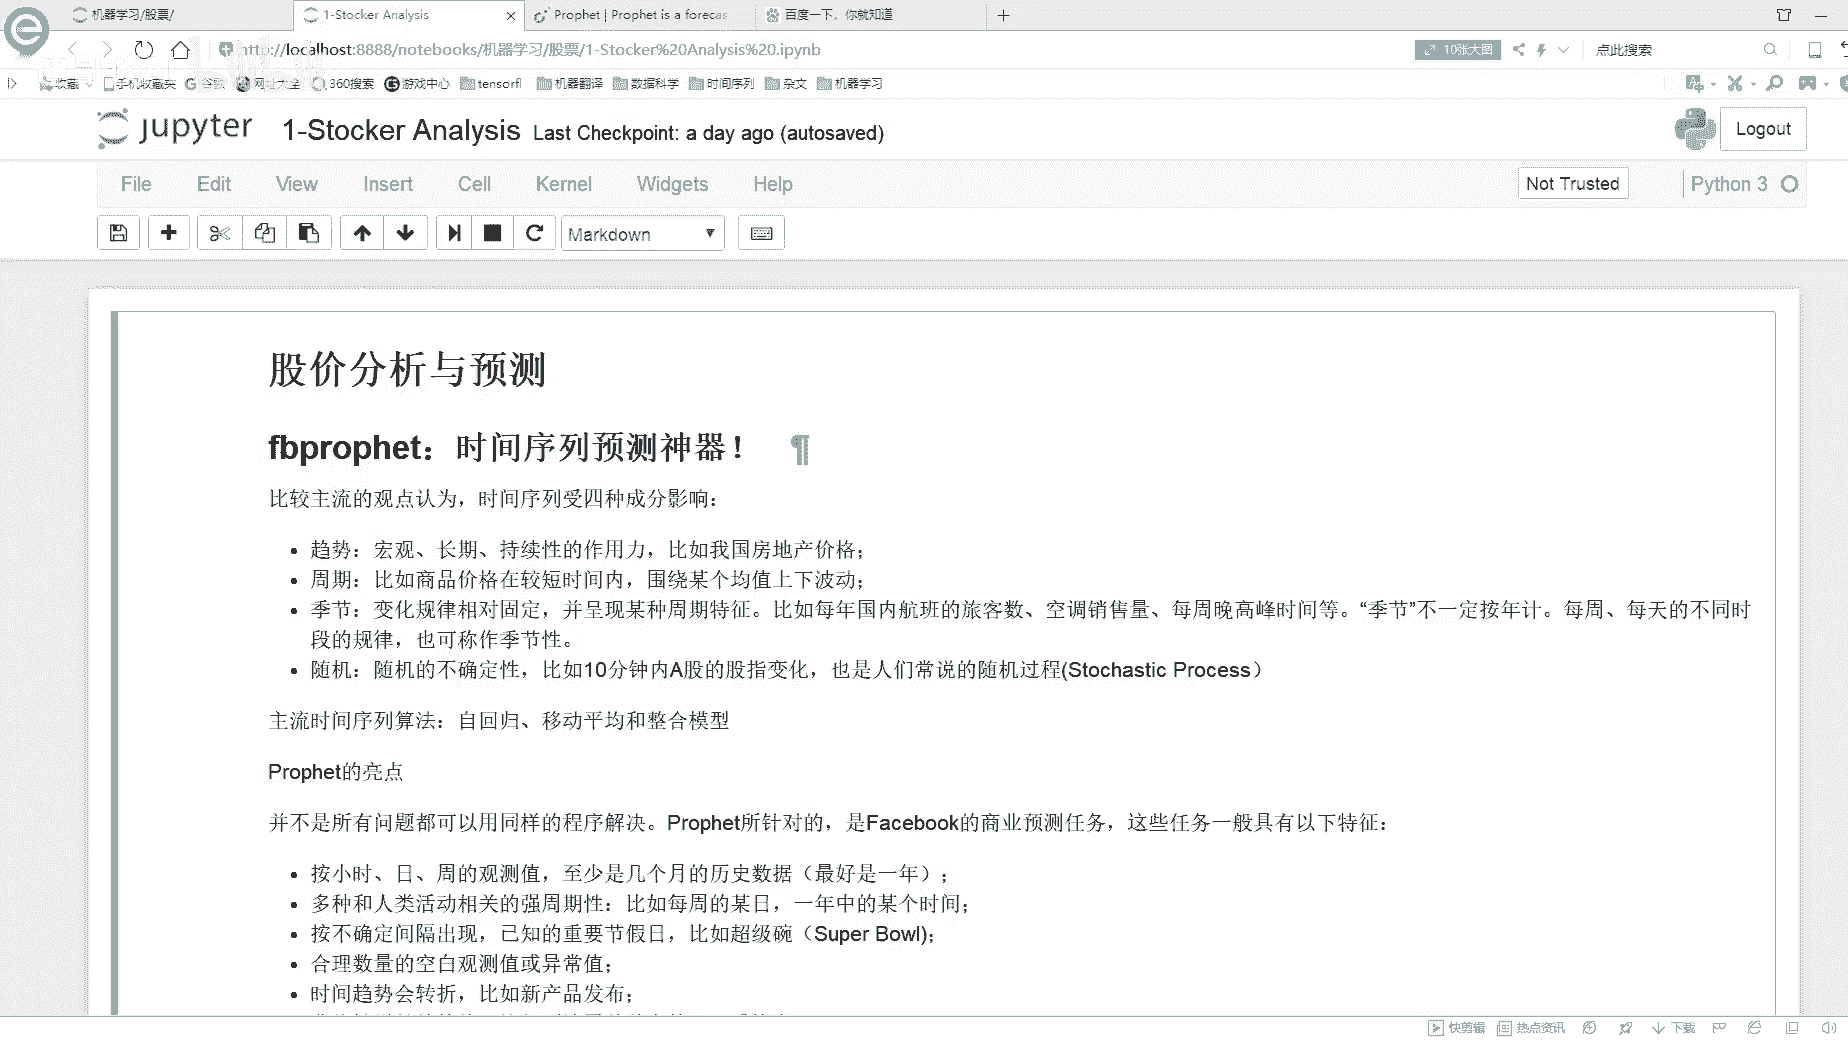 机器学习/股票/
1-Stocker Analysis
Prophet | Prophet is a forecas
百度一下，你就知道
http://localhost:8888/notebooks/机器学习/股票/1-Stocker%20Analysis%20.ipynb
10张大图
点此搜索
收藏 手机收藏夹 谷歌 网址大全 360搜索 游戏中心 tensorfl 机器翻译 数据科学 时间序列 杂文 机器学习
jupyter 1-Stocker Analysis Last Checkpoint: a day ago (autosaved)
Logout
File Edit View Insert Cell Kernel Widgets Help
Not Trusted
Python 3
Markdown
股价分析与预测
fbprophet：时间序列预测神器！ ¶
比较主流的观点认为，时间序列受四种成分影响：
• 趋势：宏观、长期、持续性的作用力，比如我国房地产价格；
• 周期：比如商品价格在较短时间内，围绕某个均值上下波动；
• 季节：变化规律相对固定，并呈现某种周期特征。比如每年国内航班的旅客数、空调销售量、每周晚高峰时间等。“季节”不一定按年计。每周、每天的不同时
段的规律，也可称作季节性。
• 随机：随机的不确定性，比如10分钟内A股的股指变化，也是人们常说的随机过程(Stochastic Process）
主流时间序列算法：自回归、移动平均和整合模型
Prophet的亮点
并不是所有问题都可以用同样的程序解决。Prophet所针对的，是Facebook的商业预测任务，这些任务一般具有以下特征：
• 按小时、日、周的观测值，至少是几个月的历史数据（最好是一年）；
• 多种和人类活动相关的强周期性：比如每周的某日，一年中的某个时间；
• 按不确定间隔出现，已知的重要节假日，比如超级碗（Super Bowl)；
• 合理数量的空白观测值或异常值；
• 时间趋势会转折，比如新产品发布；
快剪辑 热点资讯 下载